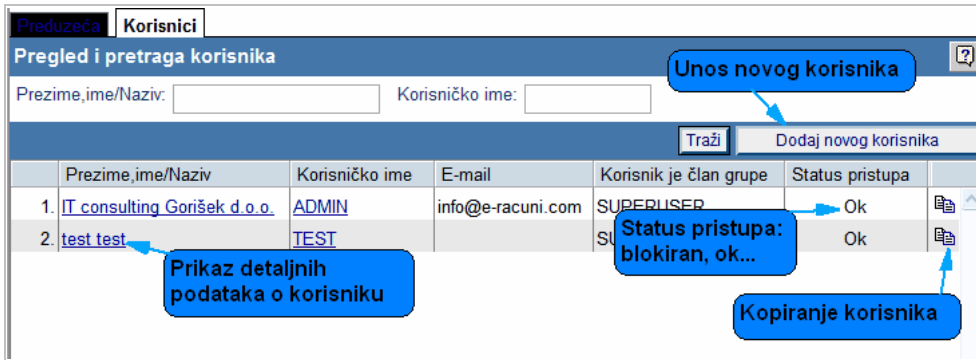 Preduzeća Korisnici
Pregled i pretraga korisnika
Unos novog korisnika
Prezime,ime/Naziv: Korisničko ime:
Traži Dodaj novog korisnika
Prezime,ime/Naziv Korisničko ime E-mail Korisnik je član grupe Status pristupa
1. IT consulting Gorišek d.o.o. ADMIN info@e-racuni.com SUPERUSER Ok
2. test test TEST Ok
Status pristupa:
blokiran, ok...
Prikaz detaljnih
podataka o korisniku
Kopiranje korisnika